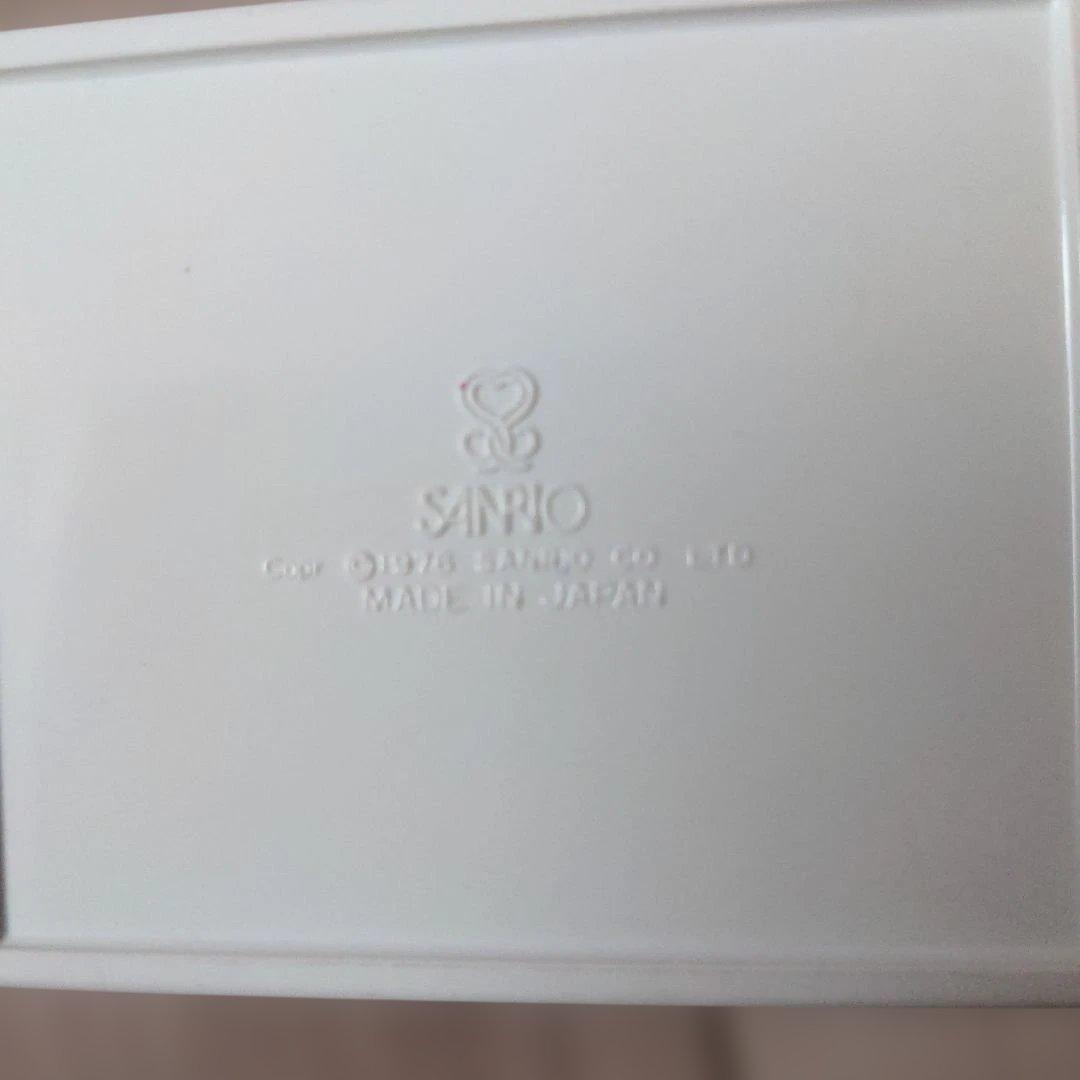 SANRIO
Copr ©1976 SANRIO CO LTD
MADE IN JAPAN